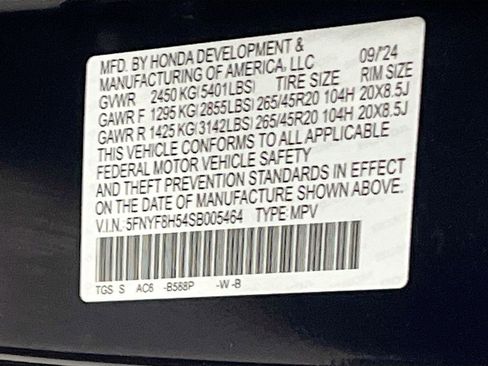 MFD. BY HONDA DEVELOPMENT &
MANUFACTURING OF AMERICA, LLC 09/24
GVWR 2450 KG(5401LBS) TIRE SIZE RIM SIZE
GAWR F 1295 KG(2855LBS) 265/45R20 104H 20X8.5J
GAWR R 1425 KG(3142LBS) 265/45R20 104H 20X8.5J
THIS VEHICLE CONFORMS TO ALL APPLICABLE
FEDERAL MOTOR VEHICLE SAFETY
AND THEFT PREVENTION STANDARDS IN EFFECT
ON THE DATE OF MANUFACTURE SHOWN ABOVE.
V.I.N.: 5FNYF8H54SB005464 TYPE: MPV
TGS S AC6 -B588P -W -B